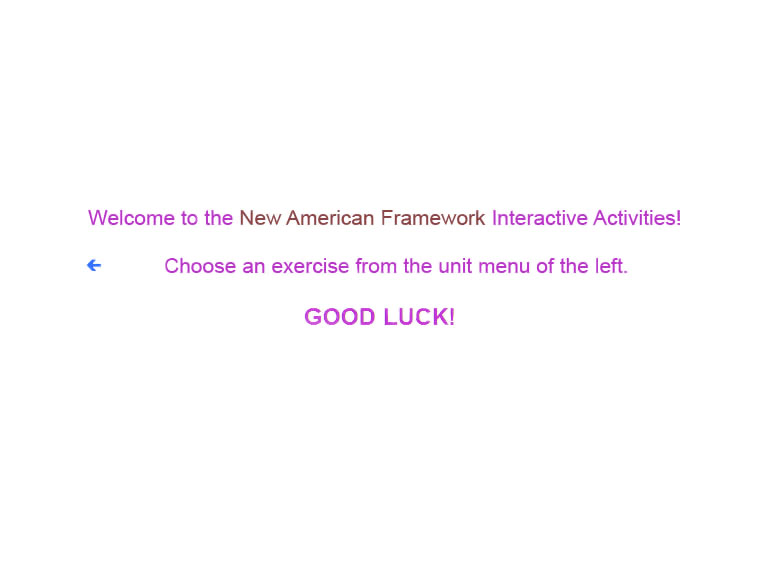 Welcome to the New American Framework Interactive Activities!
Choose an exercise from the unit menu of the left.
GOOD LUCK!